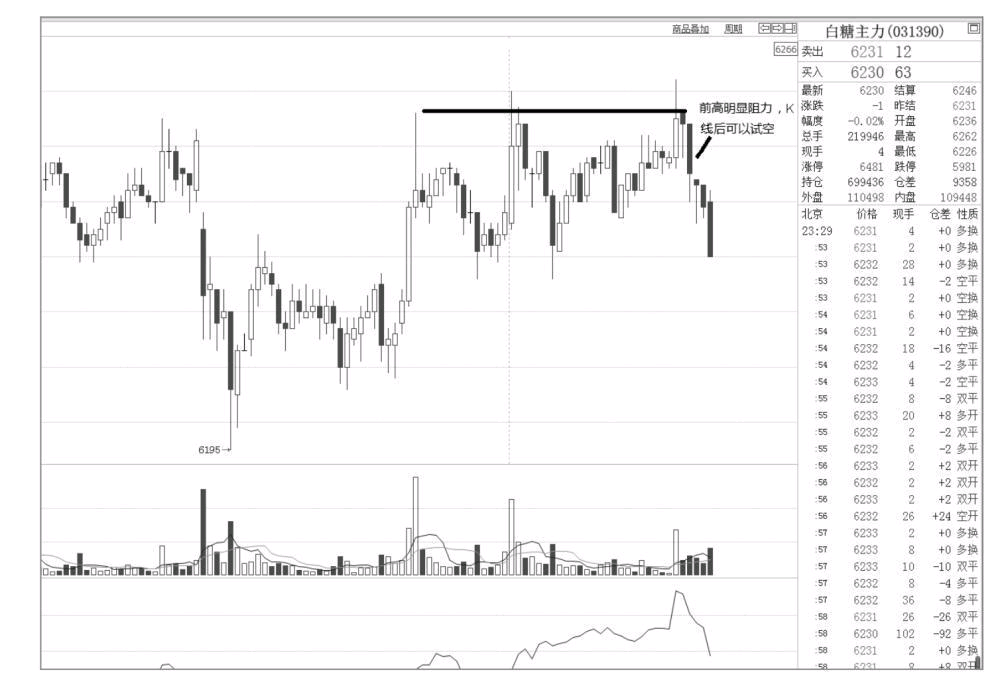 商品叠加 周期
6266
前高明显阻力，K
线后可以试空
6195→
白糖主力(031390)
卖出 6231 12
买入 6230 63
最新 6230 结算 6246
涨跌 -1 昨结 6231
幅度 -0.02% 开盘 6236
总手 219946 最高 6262
现手 4 最低 6226
涨停 6481 跌停 5981
持仓 699436 仓差 9358
外盘 110498 内盘 109448
北京 价格 现手 仓差 性质
23:29 6231 4 +0 多换
:53 6231 2 +0 多换
:53 6232 28 +0 多换
:53 6232 14 -2 空平
:53 6231 2 +0 空换
:54 6231 6 +0 空换
:54 6231 2 +0 空换
:54 6232 18 -16 空平
:54 6232 4 -2 多平
:54 6233 4 -2 空平
:55 6232 8 -8 双平
:55 6233 20 +8 多开
:55 6232 2 -2 双平
:55 6232 6 -2 多平
:56 6233 2 +2 双开
:56 6232 2 +2 双开
:56 6233 2 +2 双开
:56 6232 26 +24 空开
:57 6233 2 +0 多换
:57 6233 8 +0 多换
:57 6233 10 -10 双平
:57 6232 8 -4 多平
:57 6232 36 -8 多平
:58 6231 26 -26 双平
:58 6230 102 -92 多平
:58 6231 2 +0 多换
:58 6231 8 +8 双开